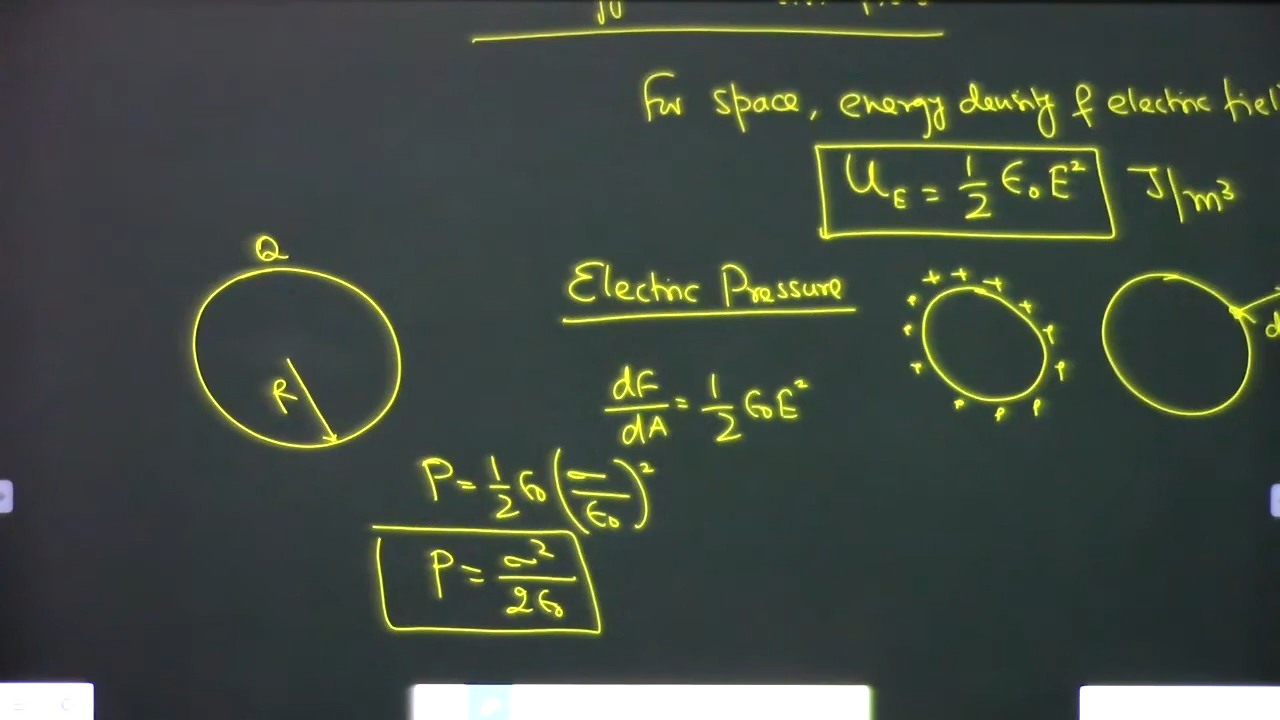 For space, energy density of electric
U_E = 1/2 ε₀E² J/m³
Q
Electric Pressure
+ + + +
R
dF/dA = 1/2 ε₀E²
P = 1/2 ε₀(σ/ε₀)²
P = σ²/2ε₀